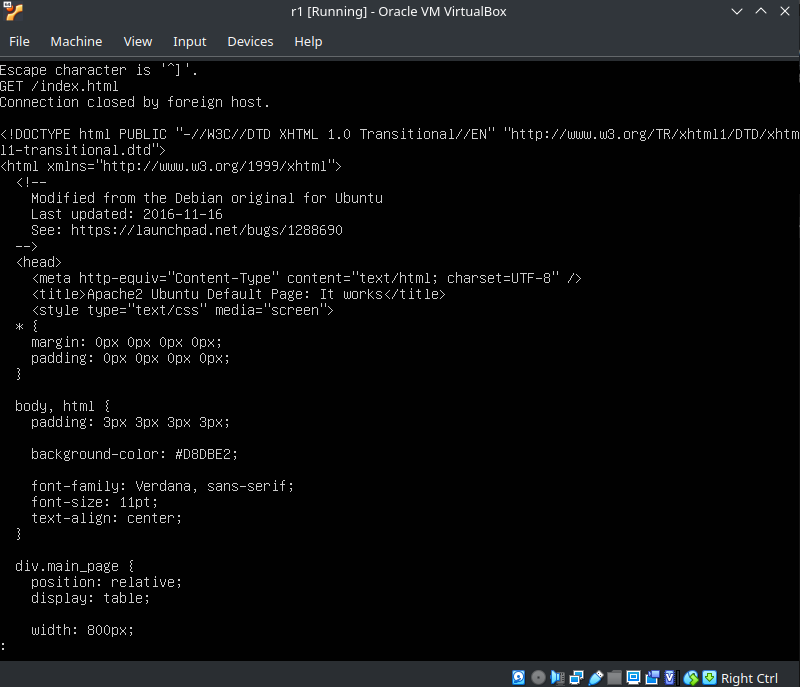 r1 [Running] - Oracle VM VirtualBox
File Machine View Input Devices Help
Escape character is '^]'.
GET /index.html
Connection closed by foreign host.
<!DOCTYPE html PUBLIC "-//W3C//DTD XHTML 1.0 Transitional//EN" "http://www.w3.org/TR/xhtml1/DTD/xhtm
l1-transitional.dtd">
<html xmlns="http://www.w3.org/1999/xhtml">
  <!--
    Modified from the Debian original for Ubuntu
    Last updated: 2016-11-16
    See: https://launchpad.net/bugs/1288690
  -->
  <head>
    <meta http-equiv="Content-Type" content="text/html; charset=UTF-8" />
    <title>Apache2 Ubuntu Default Page: It works</title>
    <style type="text/css" media="screen">
  * {
    margin: 0px 0px 0px 0px;
    padding: 0px 0px 0px 0px;
  }
  body, html {
    padding: 3px 3px 3px 3px;
    background-color: #D8DBE2;
    font-family: Verdana, sans-serif;
    font-size: 11pt;
    text-align: center;
  }
  div.main_page {
    position: relative;
    display: table;
    width: 800px;
:
Right Ctrl